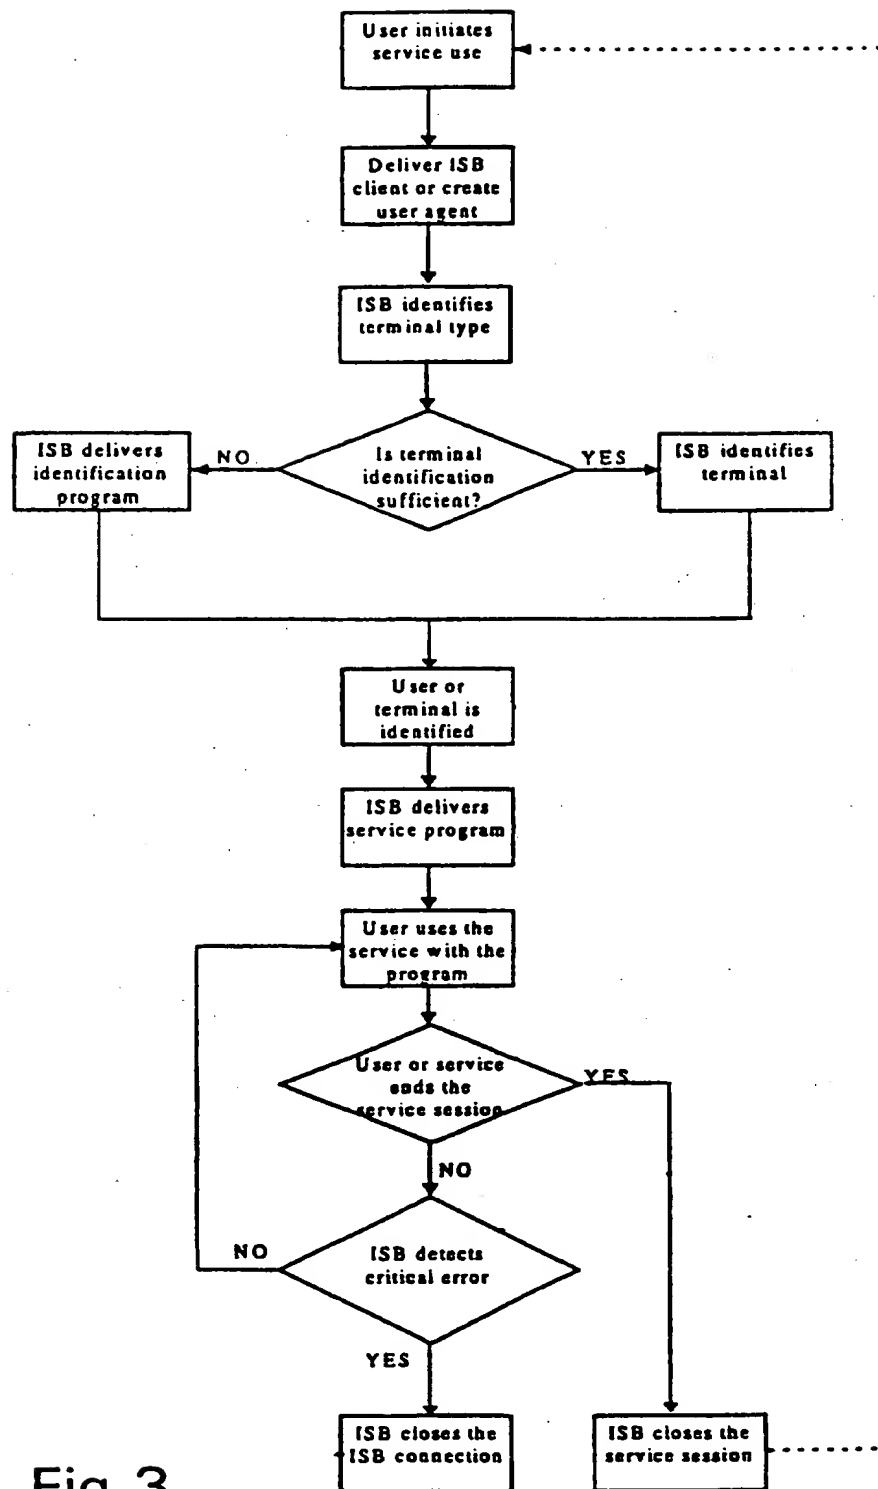 User initiates
service use
Deliver ISB
client or create
user agent
ISB identifies
terminal type
Is terminal
identification
sufficient?
NO
YES
ISB delivers
identification
program
ISB identifies
terminal
User or
terminal is
identified
ISB delivers
service program
User uses the
service with the
program
User or service
ends the
service session
YES
NO
ISB detects
critical error
NO
YES
ISB closes the
ISB connection
ISB closes the
service session
Fig. 3